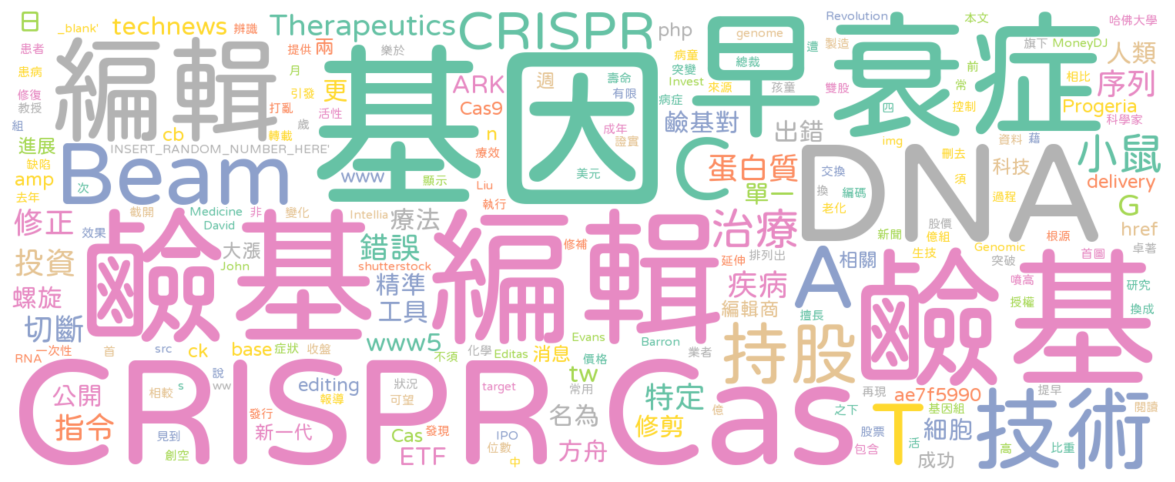 日 _blank' technews 辨識 Therapeutics CRISPR php genome Revolution 本文 哈佛大學
患者 提供 兩 樂於 病童 總裁 早衰症 遭 製造 旗下 MoneyDJ 人類
患病 編輯 月 基因 更 ARK 週 突變 壽命 Invest 來源 雙股 前 常 相比 序列
修復 教授 引發 打亂 活性 Cas9 病症 有限 孩童 四 控制 Progeria 科學家
組 cb 轉載 歲 n 成年 鹼基對 出錯 img 資料 藉
進展 INSERT_RANDOM_NUMBER_HERE' 療效 證實 刪去 小鼠
缺陷 Beam www 顯示 美元 C 蛋白質 交換 DNA 科技
amp 去年 次 Liu 執行 單一 換 編碼 須 過程 delivery
修正 截開 Medicine 非 變化 Intellia 療法 治療 老化 股價 G
效果 David 大漲 錯誤 修補 排列出 新聞 億組 根源 href
投資 鹼基編輯 John shutterstock 延伸 A 相關 生技 Genomic 突破 首圖 卓著
螺旋 精準 疾病 鹼基 噴高 研究
切斷 工具 編輯商 擅長 授權 換成
RNA 一次性 src ck base 症狀 收盤 www5 不須 化學 Evans Editas 消息 價格 Barron 持股 業者
首 tw
公開 相較 s 說 ww editing 狀況 可望 target 常用 特定 再現 ae7f5990 提早 閱讀
CRISPR Cas
指令 發行 報導 Cas 發現 IPO 名為 修剪 億 之下 T 基因組 技術
見到 新一代 位數 股票 細胞 活 高 比重
創空 ETF 中 方舟 包含 成功